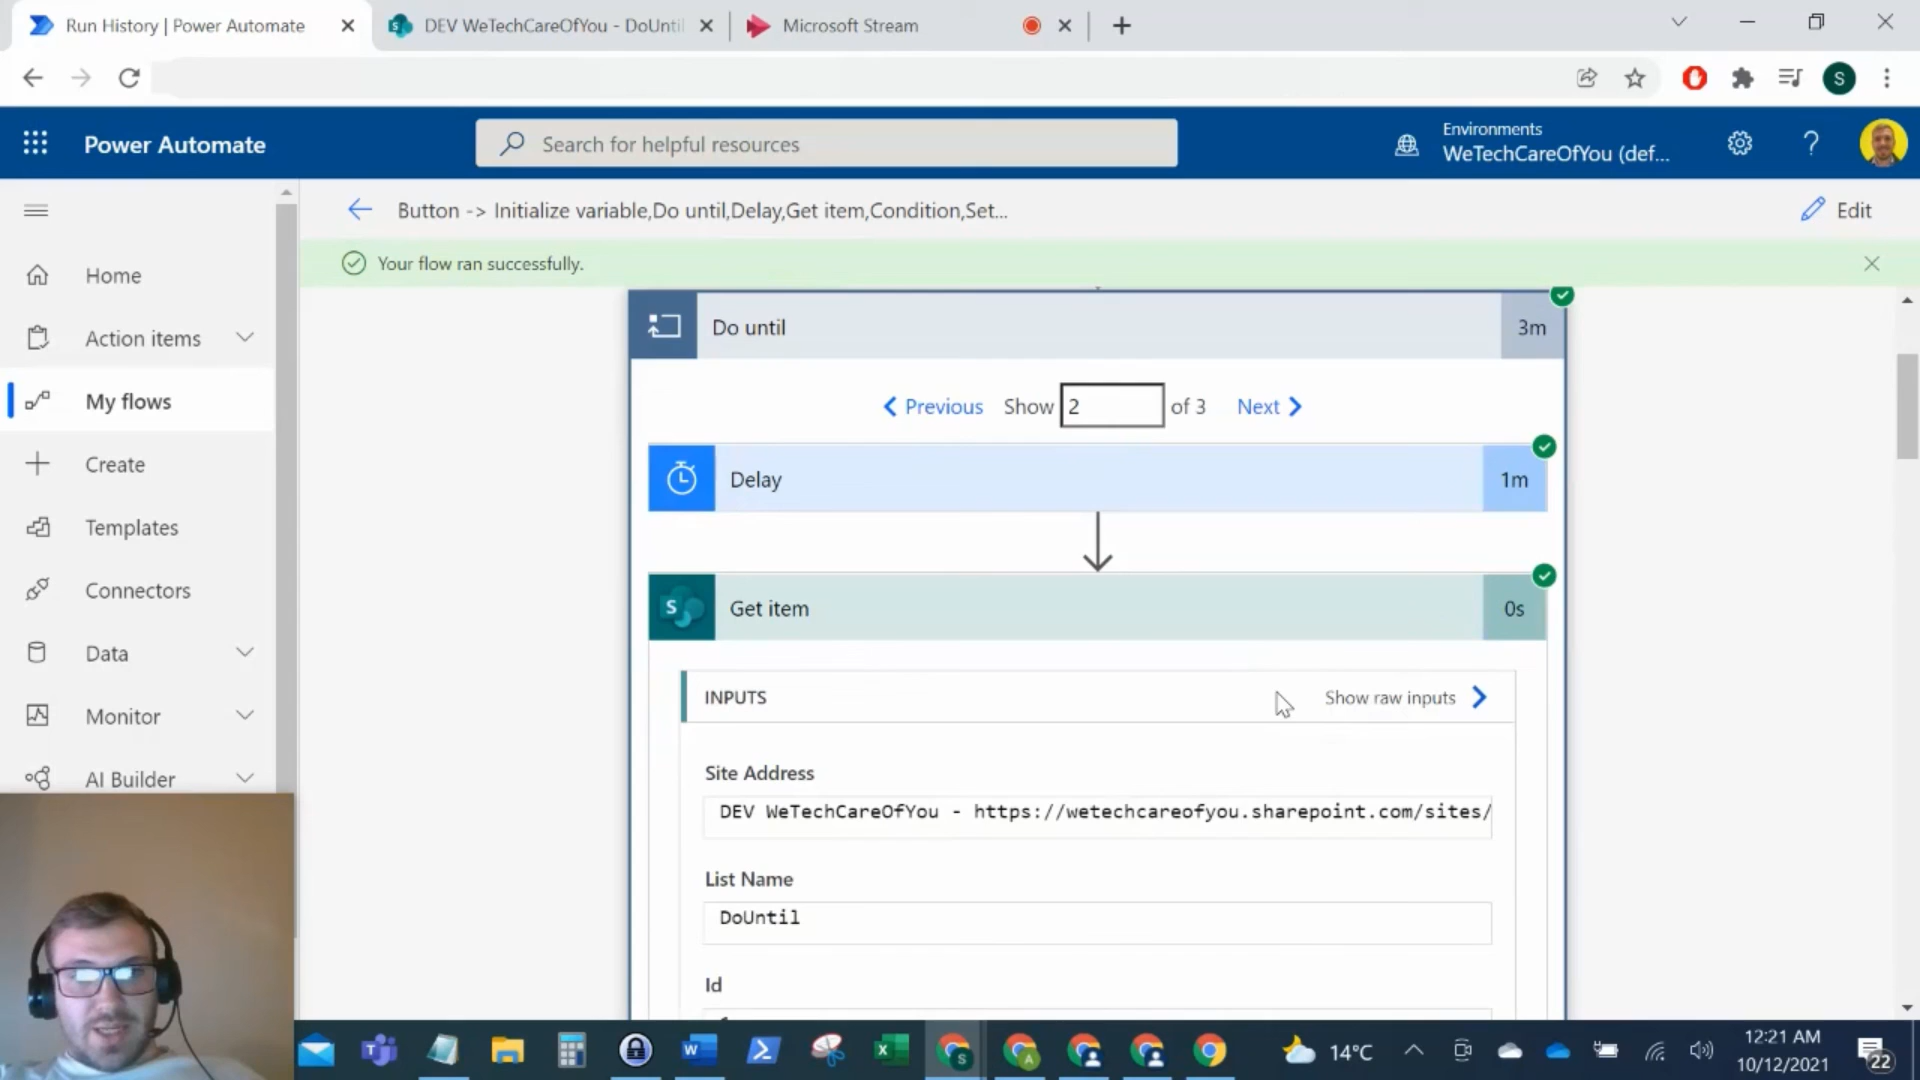 Run History | Power Automate
DEV WeTechCareOfYou - DoUntil
Microsoft Stream
S
Power Automate
Search for helpful resources
Environments
WeTechCareOfYou (def...
Button -> Initialize variable,Do until,Delay,Get item,Condition,Set...
Edit
Your flow ran successfully.
Home
Action items
My flows
Create
Templates
Connectors
Data
Monitor
AI Builder
Do until
3m
Previous Show 2 of 3 Next
Delay
1m
Get item
0s
INPUTS
Show raw inputs
Site Address
DEV WeTechCareOfYou - https://wetechcareofyou.sharepoint.com/sites/
List Name
DoUntil
Id
14°C
12:21 AM
10/12/2021
22